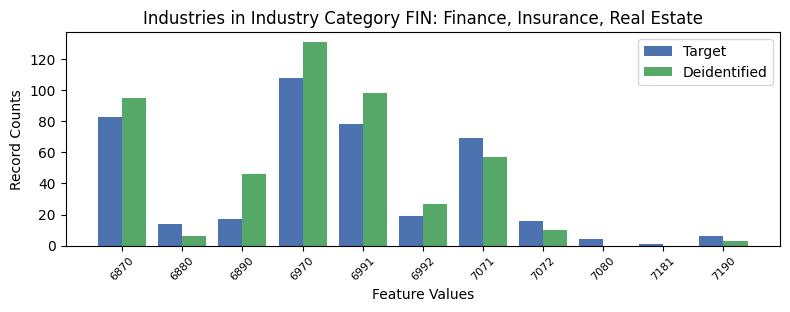 Industries in Industry Category FIN: Finance, Insurance, Real Estate
Target
Deidentified
Record Counts
120
100
80
60
40
20
0
6870 6880 6890 6970 6991 6992 7071 7072 7080 7181 7190
Feature Values